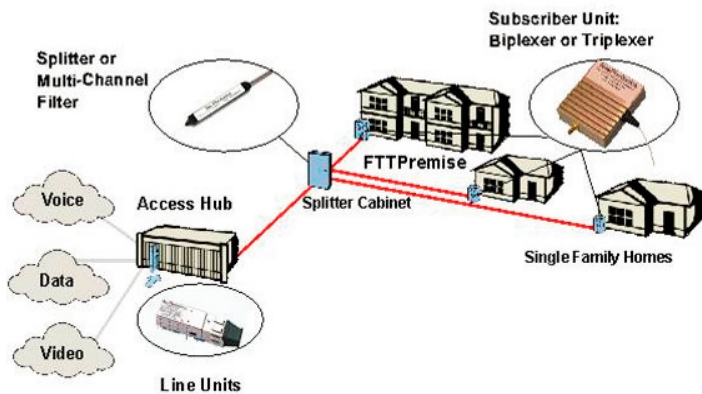 Subscriber Unit:
Biplexer or Triplexer
Splitter or
Multi-Channel
Filter
FTTPremise
Voice
Access Hub
Splitter Cabinet
Data
Single Family Homes
Video
Line Units